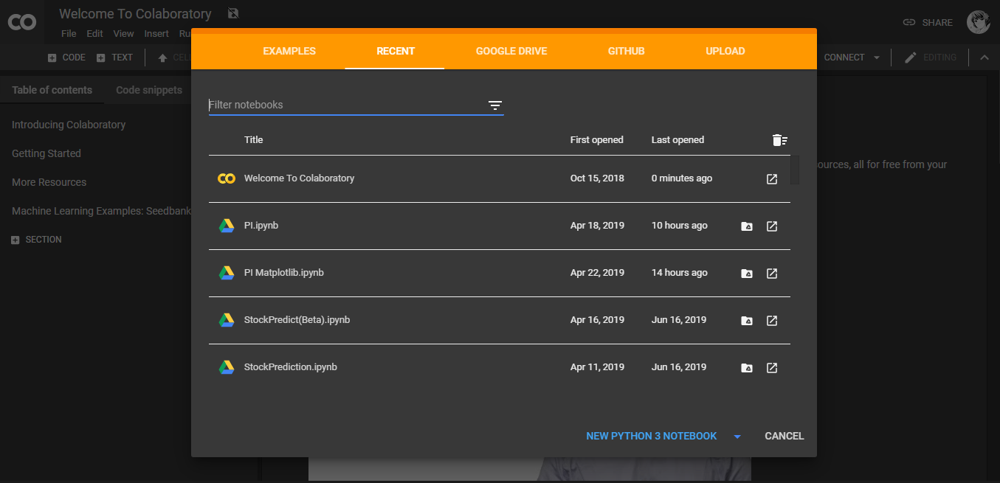 CO Welcome To Colaboratory
File Edit View Insert Ru
SHARE
CODE TEXT CELL
CONNECT EDITING
Table of contents Code snippets
Introducing Colaboratory
Getting Started
More Resources
Machine Learning Examples: Seedbank
SECTION
ources, all for free from your
EXAMPLES RECENT GOOGLE DRIVE GITHUB UPLOAD
Filter notebooks
Title First opened Last opened
CO Welcome To Colaboratory Oct 15, 2018 0 minutes ago
PI.ipynb Apr 18, 2019 10 hours ago
PI Matplotlib.ipynb Apr 22, 2019 14 hours ago
StockPredict(Beta).ipynb Apr 16, 2019 Jun 16, 2019
StockPrediction.ipynb Apr 11, 2019 Jun 16, 2019
NEW PYTHON 3 NOTEBOOK CANCEL